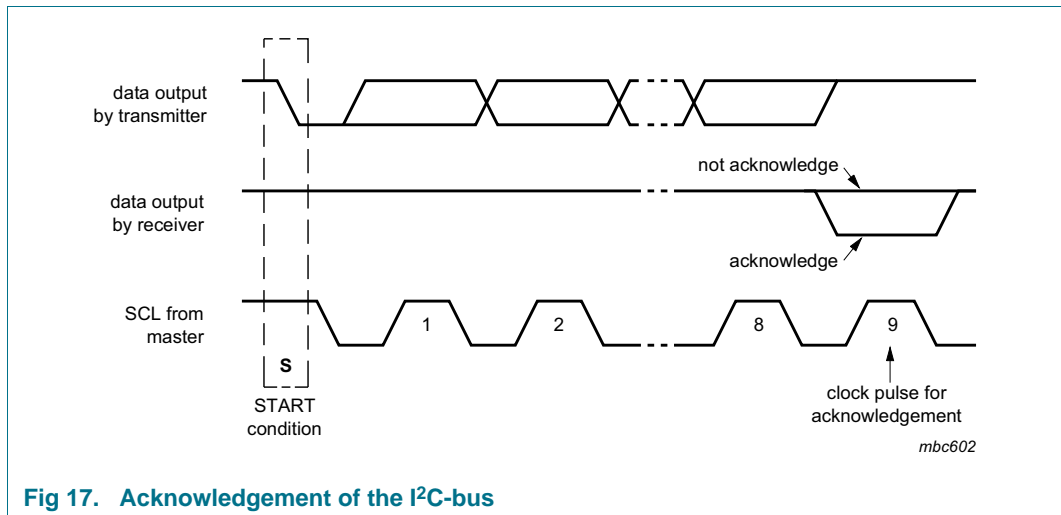 data output
by transmitter
not acknowledge
data output
by receiver
acknowledge
SCL from
master
1
2
8
9
S
START
condition
clock pulse for
acknowledgement
mbc602
Fig 17. Acknowledgement of the I²C-bus